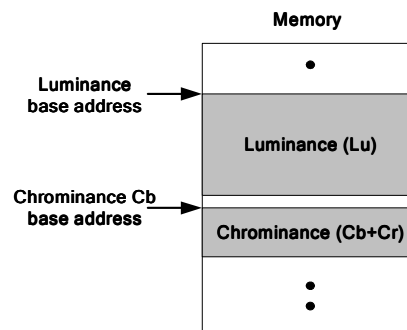 Memory
Luminance
base address
Luminance (Lu)
Chrominance Cb
base address
Chrominance (Cb+Cr)